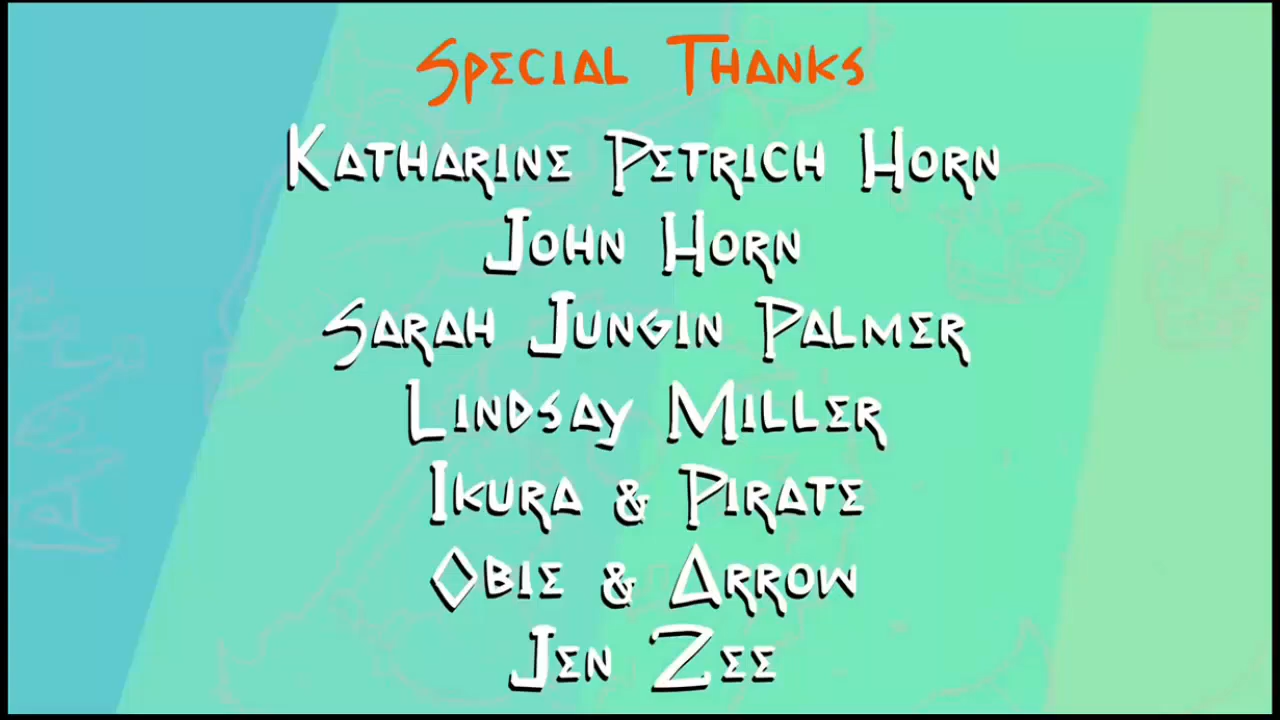 Special Thanks
Katharine Petrich Horn
John Horn
Sarah Jungin Palmer
Lindsay Miller
Ikura & Pirate
Obie & Arrow
Jen Zee